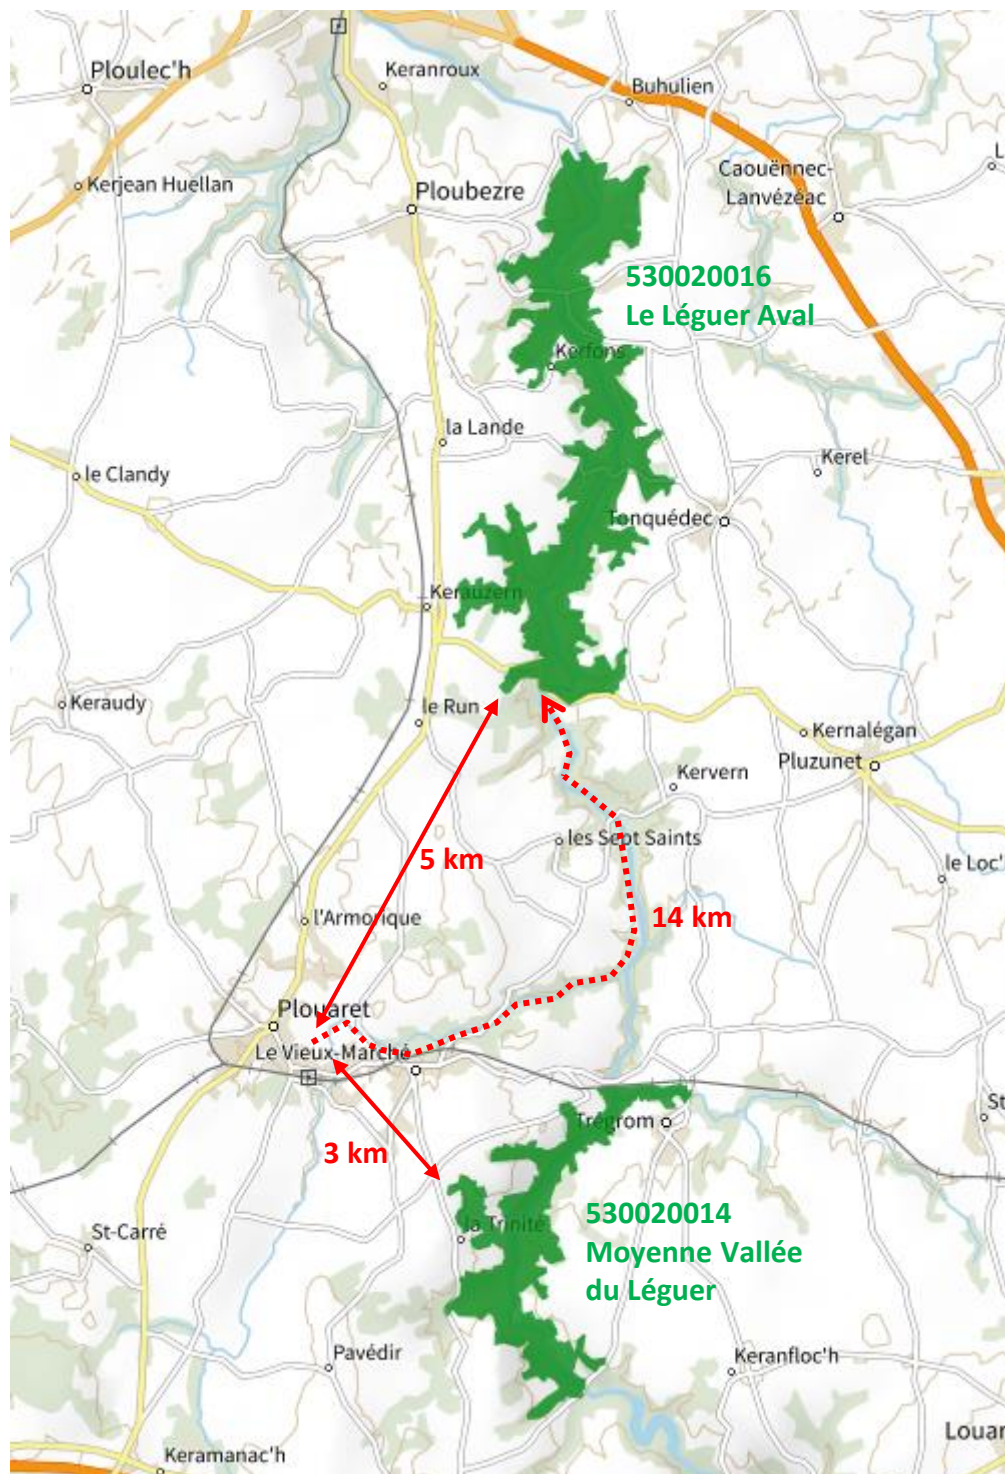 Keranroux
Ploulec'h
Buhulien
Caouënnec-
Lanvézéac
L
Kerjean Huellan
Ploubezre
530020016
Le Léguer Aval
Kerfons
la Lande
Kerel
le Clandy
Tonquédec
Kerauzern
Keraudy
le Run
Kernalégan
Pluzunet
Kervern
les Sept Saints
5 km
le Loc'
14 km
l'Armorique
Plouaret
Le Vieux-Marché
Trégrom
St
3 km
530020014
Moyenne Vallée
du Léguer
la Trinité
St-Carré
Pavédir
Keranfloc'h
Louar
Keramanac'h